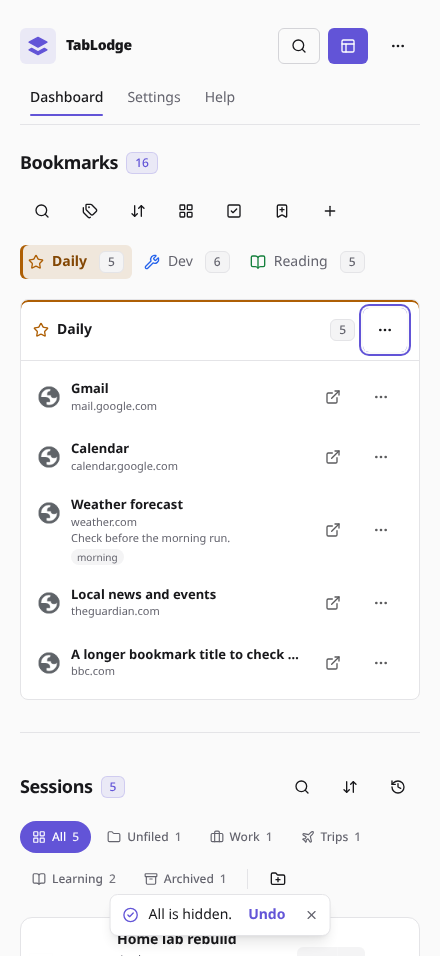 TabLodge
Dashboard Settings Help
Bookmarks 16
Daily 5 Dev 6 Reading 5
Daily 5
Gmail
mail.google.com
Calendar
calendar.google.com
Weather forecast
weather.com
Check before the morning run.
morning
Local news and events
theguardian.com
A longer bookmark title to check ...
bbc.com
Sessions 5
All 5 Unfiled 1 Work 1 Trips 1
Learning 2 Archived 1
All is hidden. Undo
Home lab rebuild